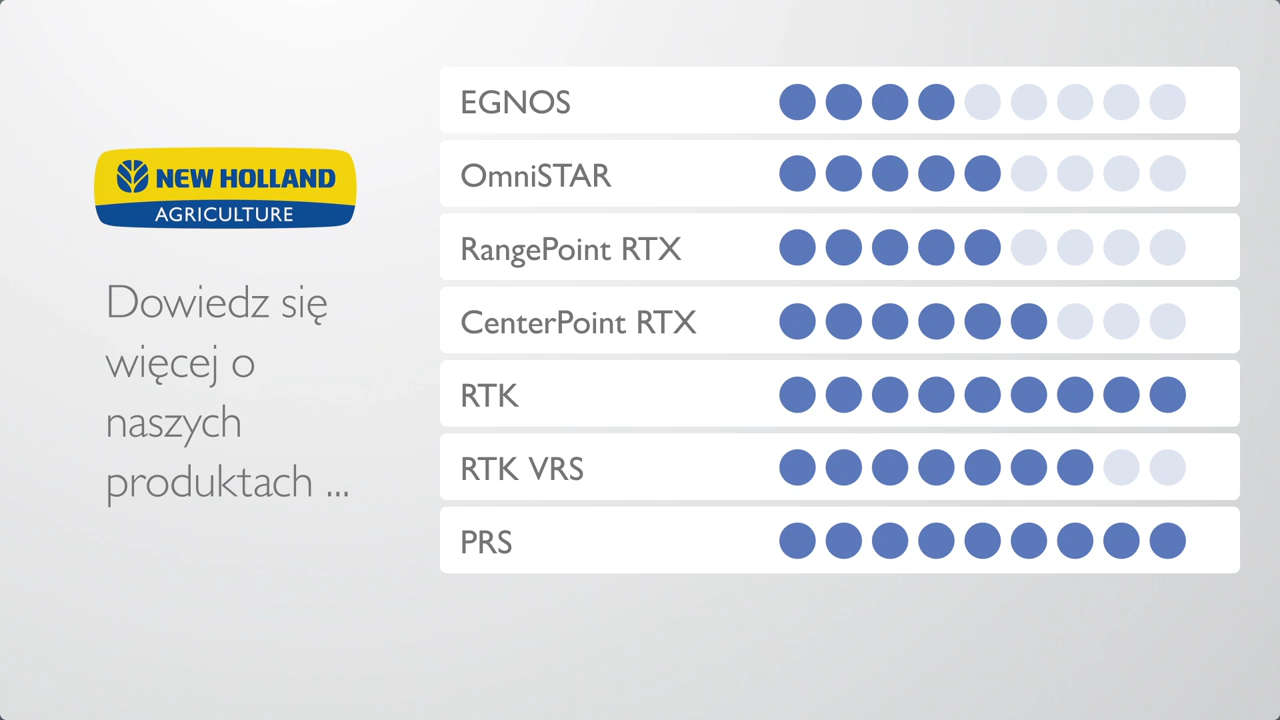 NEW HOLLAND
AGRICULTURE
Dowiedz się
więcej o
naszych
produktach ...
EGNOS
OmniSTAR
RangePoint RTX
CenterPoint RTX
RTK
RTK VRS
PRS